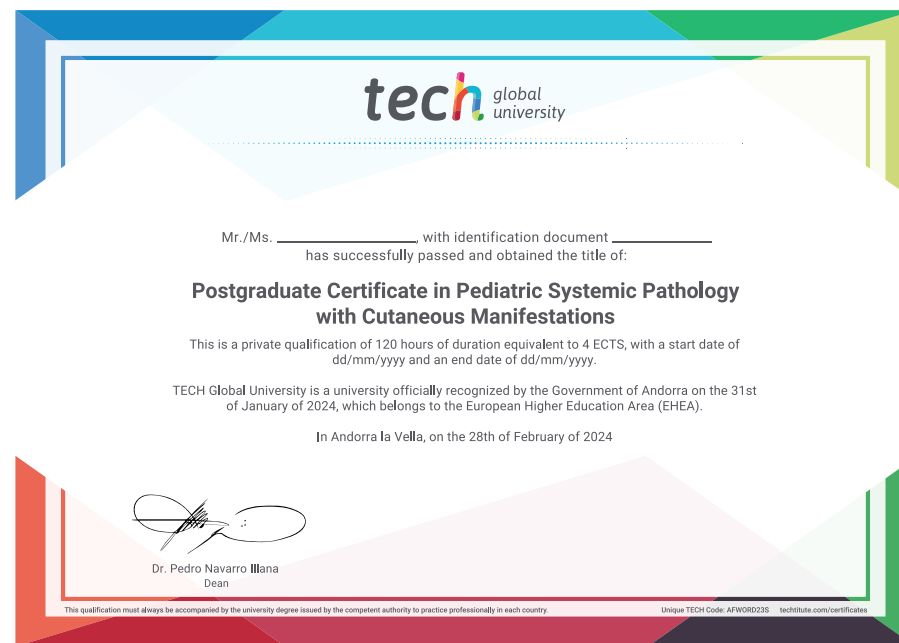 tech global university
Mr./Ms. ________________, with identification document ____________
has successfully passed and obtained the title of:
Postgraduate Certificate in Pediatric Systemic Pathology
with Cutaneous Manifestations
This is a private qualification of 120 hours of duration equivalent to 4 ECTS, with a start date of
dd/mm/yyyy and an end date of dd/mm/yyyy.
TECH Global University is a university officially recognized by the Government of Andorra on the 31st
of January of 2024, which belongs to the European Higher Education Area (EHEA).
In Andorra la Vella, on the 28th of February of 2024
Dr. Pedro Navarro Illana
Dean
This qualification must always be accompanied by the university degree issued by the competent authority to practice professionally in each country.
Unique TECH Code: AFWORD23S techtitute.com/certificates